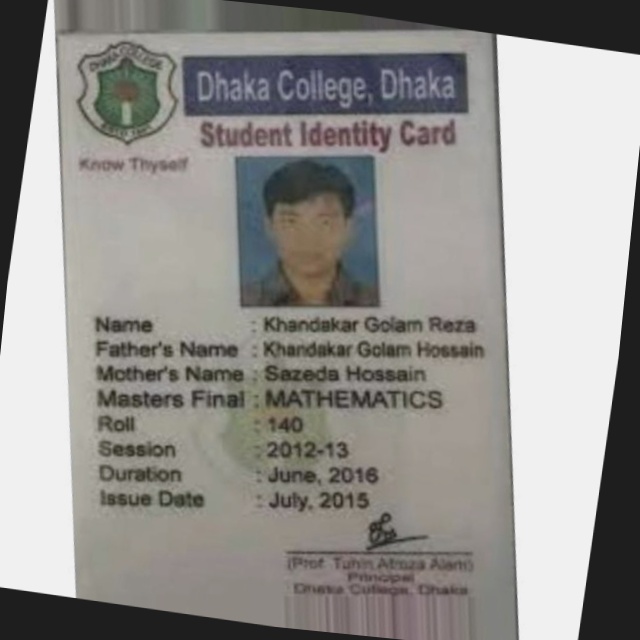 DHAKA COLLEGE
Dhaka College, Dhaka
Student Identity Card
Know Thyself
Name : Khandakar Golam Reza
Father's Name : Khandakar Golam Hossain
Mother's Name : Sazeda Hossain
Masters Final : MATHEMATICS
Roll : 140
Session : 2012-13
Duration : June, 2016
Issue Date : July, 2015
(Prof. Tuhin Afroza Alam)
Principal
Dhaka College, Dhaka